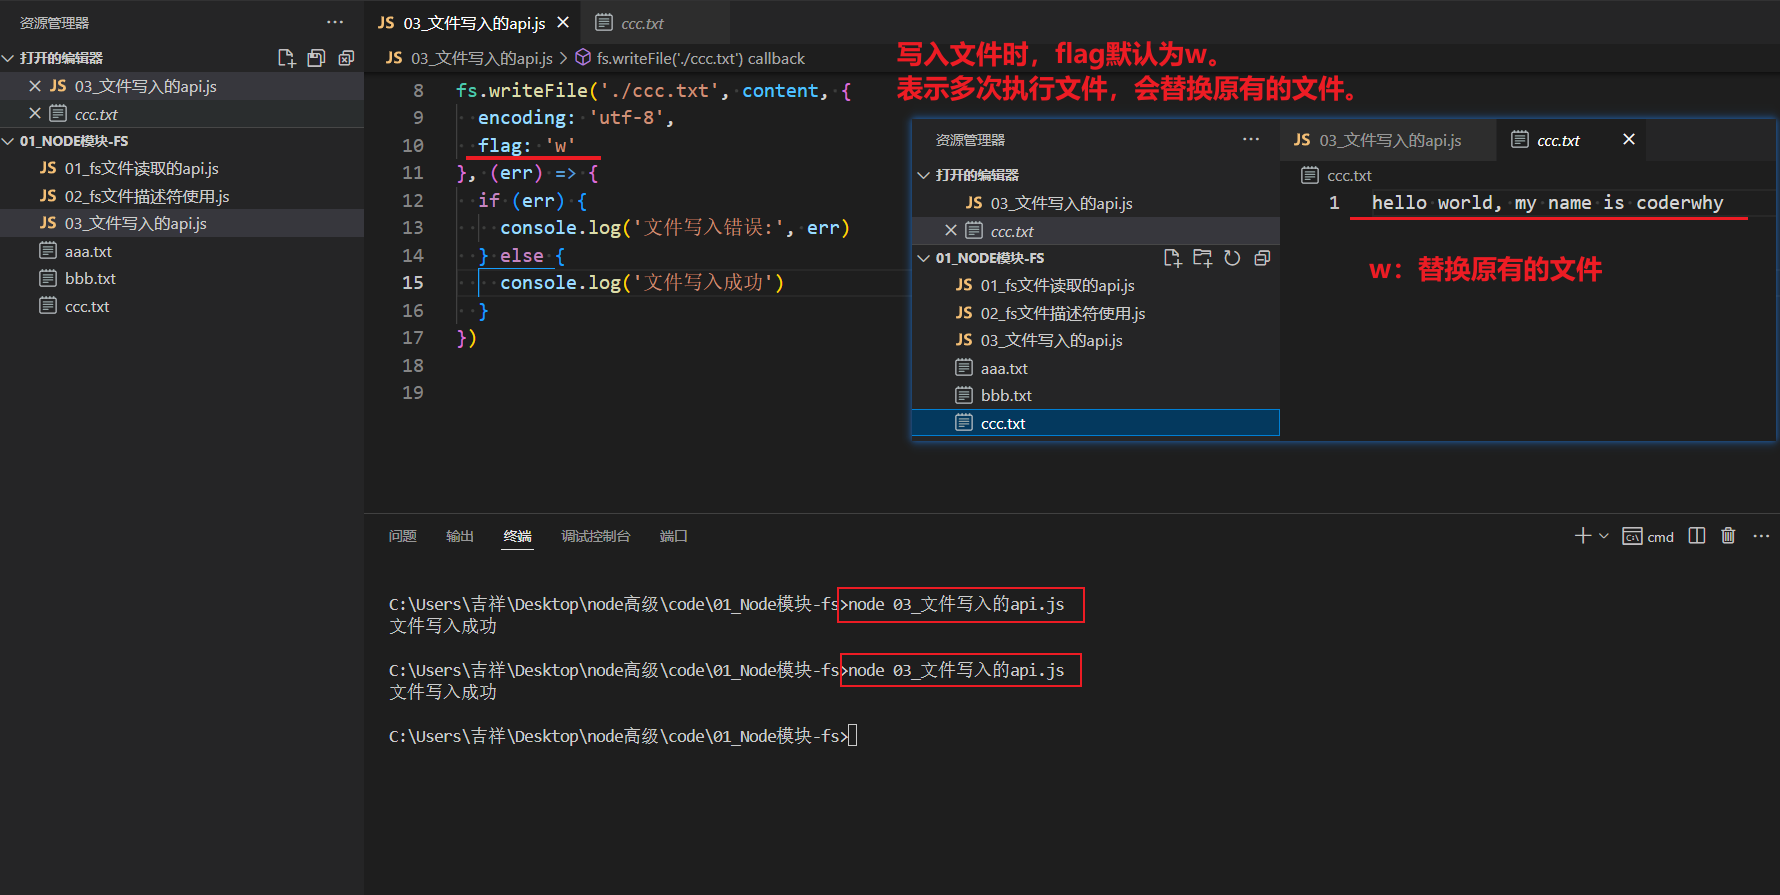 资源管理器
打开的编辑器
JS 03_文件写入的api.js
ccc.txt
01_NODE模块-FS
JS 01_fs文件读取的api.js
JS 02_fs文件描述符使用.js
JS 03_文件写入的api.js
aaa.txt
bbb.txt
ccc.txt
JS 03_文件写入的api.js
ccc.txt
JS 03_文件写入的api.js > fs.writeFile('./ccc.txt') callback
8 fs.writeFile('./ccc.txt', content, {
9 encoding: 'utf-8',
10 flag: 'w'
11 }, (err) => {
12 if (err) {
13 console.log('文件写入错误:', err)
14 } else {
15 console.log('文件写入成功')
16 }
17 })
18
19
写入文件时，flag默认为w。
表示多次执行文件，会替换原有的文件。
资源管理器
打开的编辑器
JS 03_文件写入的api.js
ccc.txt
01_NODE模块-FS
JS 01_fs文件读取的api.js
JS 02_fs文件描述符使用.js
JS 03_文件写入的api.js
aaa.txt
bbb.txt
ccc.txt
JS 03_文件写入的api.js
ccc.txt
ccc.txt
1 hello world, my name is coderwhy
w：替换原有的文件
问题 输出 终端 调试控制台 端口
cmd
C:\Users\吉祥\Desktop\node高级\code\01_Node模块-fs>node 03_文件写入的api.js
文件写入成功
C:\Users\吉祥\Desktop\node高级\code\01_Node模块-fs>node 03_文件写入的api.js
文件写入成功
C:\Users\吉祥\Desktop\node高级\code\01_Node模块-fs>